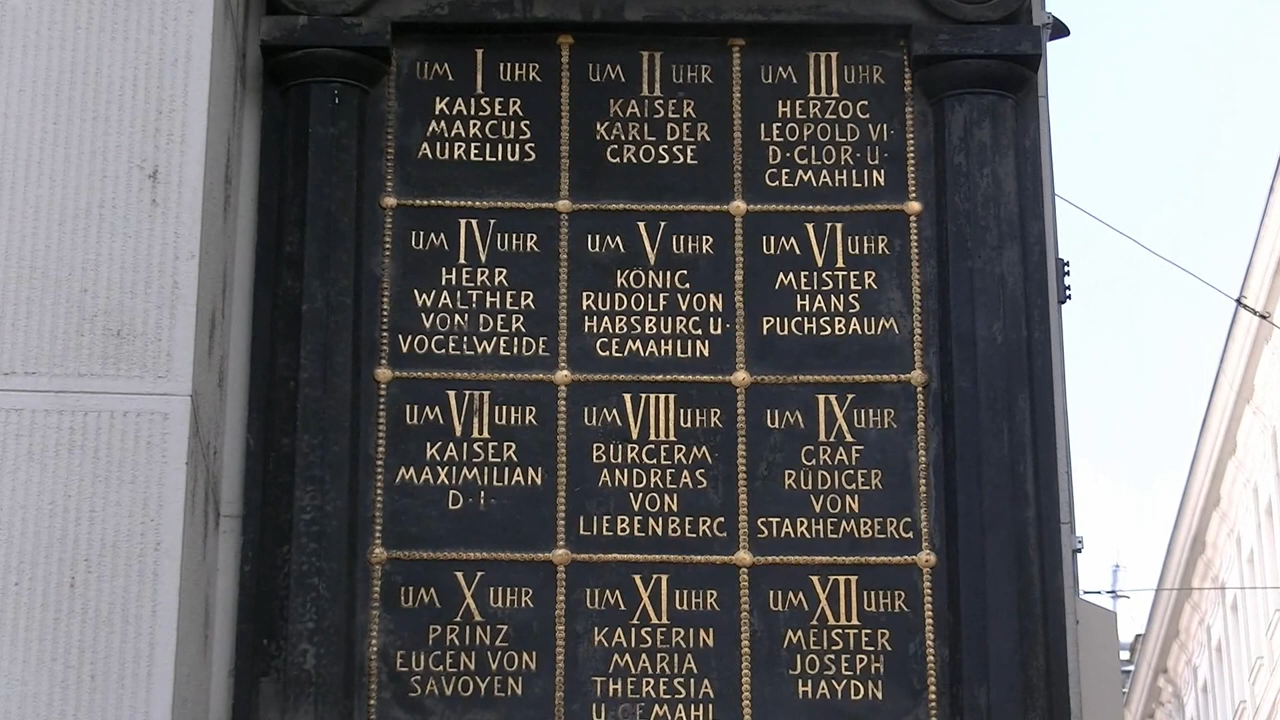 UM I UHR
KAISER
MARCUS
AURELIUS
UM II UHR
KAISER
KARL DER
GROSSE
UM III UHR
HERZOG
LEOPOLD VI·
D·GLOR·U·
GEMAHLIN
UM IV UHR
HERR
WALTHER
VON DER
VOGELWEIDE
UM V UHR
KÖNIG
RUDOLF VON
HABSBURG U·
GEMAHLIN
UM VI UHR
MEISTER
HANS
PUCHSBAUM
UM VII UHR
KAISER
MAXIMILIAN
D·I·
UM VIII UHR
BÜRGERM·
ANDREAS
VON
LIEBENBERG
UM IX UHR
GRAF
RÜDIGER
VON
STARHEMBERG
UM X UHR
PRINZ
EUGEN VON
SAVOYEN
UM XI UHR
KAISERIN
MARIA
THERESIA
U·GEMAHL
UM XII UHR
MEISTER
JOSEPH
HAYDN